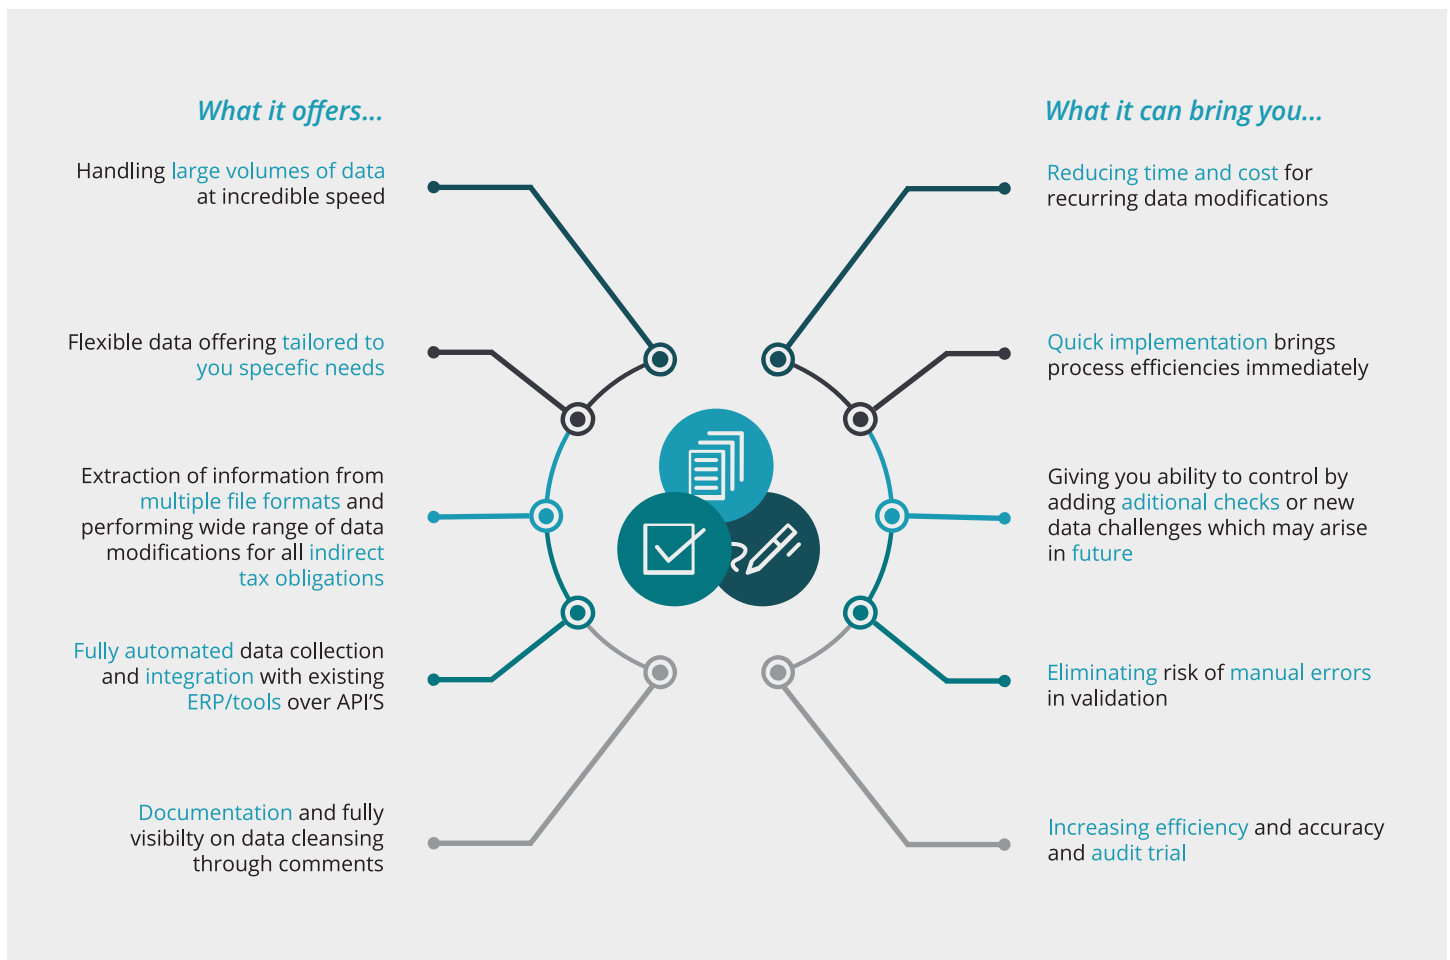 What it offers...
Handling large volumes of data
at incredible speed
Flexible data offering tailored to
you specefic needs
Extraction of information from
multiple file formats and
performing wide range of data
modifications for all indirect
tax obligations
Fully automated data collection
and integration with existing
ERP/tools over API’S
Documentation and fully
visibilty on data cleansing
through comments
What it can bring you...
Reducing time and cost for
recurring data modifications
Quick implementation brings
process efficiencies immediately
Giving you ability to control by
adding aditional checks or new
data challenges which may arise
in future
Eliminating risk of manual errors
in validation
Increasing efficiency and accuracy
and audit trial